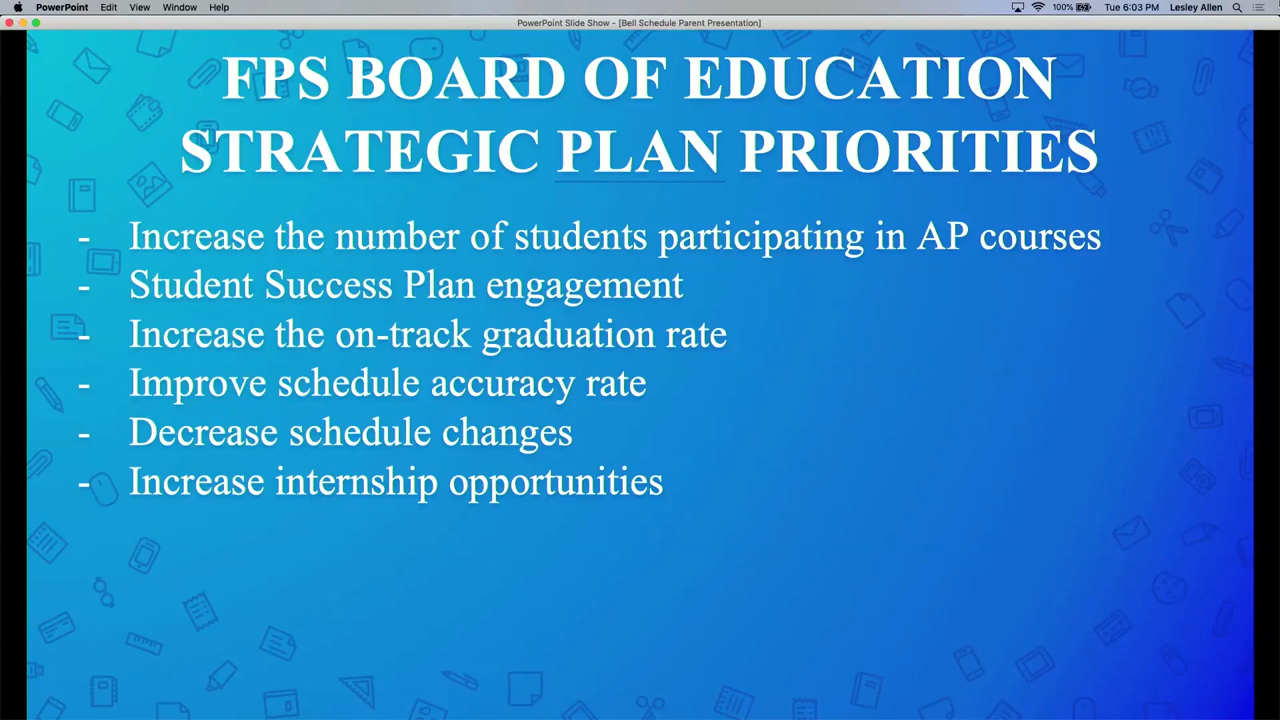 PowerPoint Edit View Window Help 100% Tue 6:03 PM Lesley Allen
PowerPoint Slide Show - [Bell Schedule Parent Presentation]
FPS BOARD OF EDUCATION
STRATEGIC PLAN PRIORITIES
- Increase the number of students participating in AP courses
- Student Success Plan engagement
- Increase the on-track graduation rate
- Improve schedule accuracy rate
- Decrease schedule changes
- Increase internship opportunities